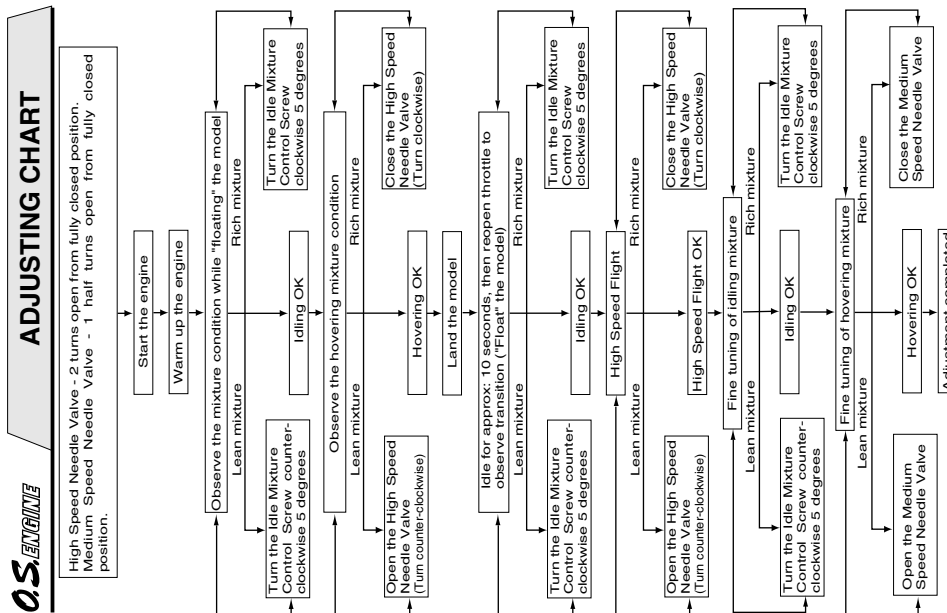 O.S. ENGINE
ADJUSTING CHART
High Speed Needle Valve - 2 turns open from fully closed position.
Medium Speed Needle Valve - 1 half turns open from fully closed
position.
Start the engine
Warm up the engine
Observe the mixture condition while "floating" the model
Lean mixture
Rich mixture
Turn the Idle Mixture
Control Screw counter-
clockwise 5 degrees
Idling OK
Turn the Idle Mixture
Control Screw
clockwise 5 degrees
Observe the hovering mixture condition
Lean mixture
Rich mixture
Open the High Speed
Needle Valve
(Turn counter-clockwise)
Hovering OK
Close the High Speed
Needle Valve
(Turn clockwise)
Land the model
Idle for approx: 10 seconds, then reopen throttle to
observe transition ("Float" the model)
Lean mixture
Rich mixture
Turn the Idle Mixture
Control Screw counter-
clockwise 5 degrees
Idling OK
Turn the Idle Mixture
Control Screw
clockwise 5 degrees
High Speed Flight
Lean mixture
Rich mixture
Open the High Speed
Needle Valve
(Turn counter-clockwise)
High Speed Flight OK
Close the High Speed
Needle Valve
(Turn clockwise)
Fine tuning of idling mixture
Lean mixture
Rich mixture
Turn the Idle Mixture
Control Screw counter-
clockwise 5 degrees
Idling OK
Turn the Idle Mixture
Control Screw
clockwise 5 degrees
Fine tuning of hovering mixture
Lean mixture
Rich mixture
Open the Medium
Speed Needle Valve
Hovering OK
Close the Medium
Speed Needle Valve
Adjustment completed